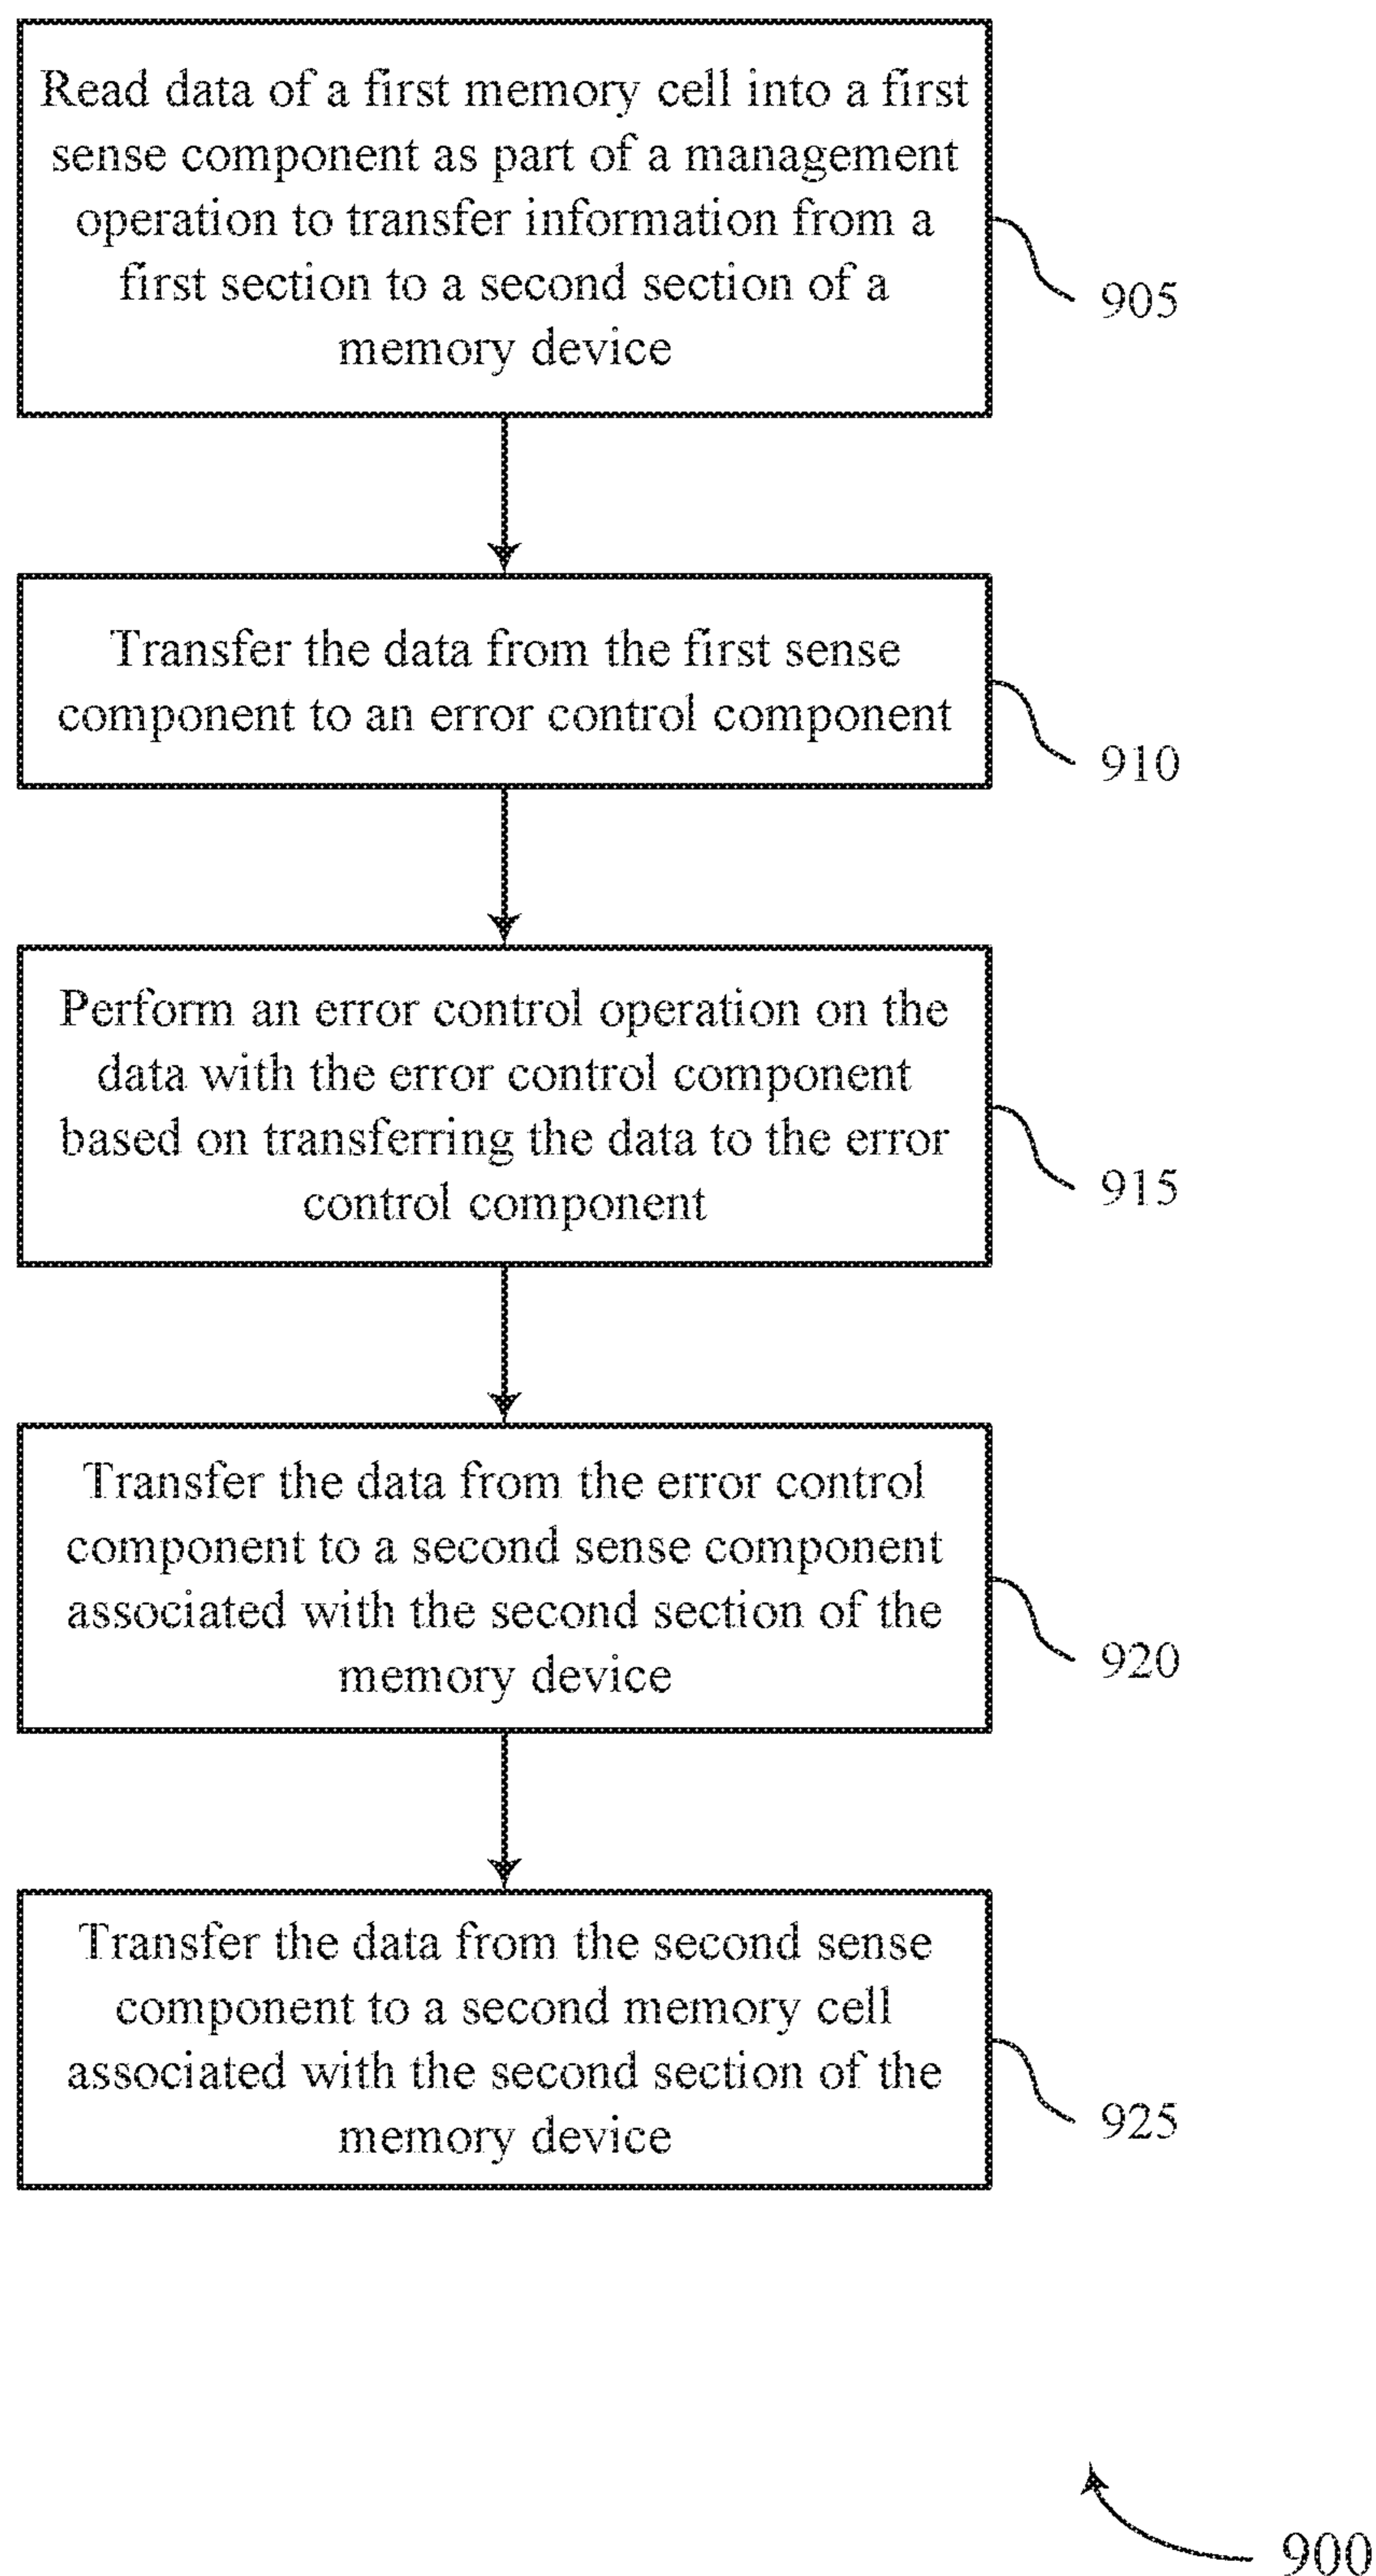 Read data of a first memory cell into a first
sense component as part of a management
operation to transfer information from a
first section to a second section of a
memory device
905
Transfer the data from the first sense
component to an error control component
910
Perform an error control operation on the
data with the error control component
based on transferring the data to the error
control component
915
Transfer the data from the error control
component to a second sense component
associated with the second section of the
memory device
920
Transfer the data from the second sense
component to a second memory cell
associated with the second section of the
memory device
925
900